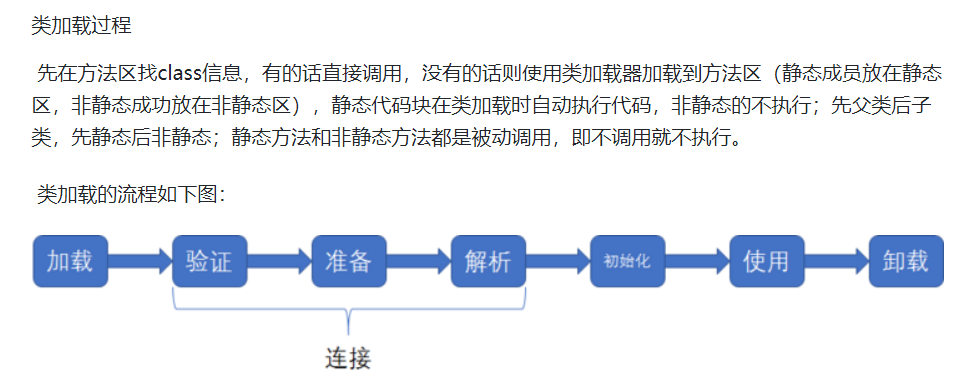 类加载过程
先在方法区找class信息，有的话直接调用，没有的话则使用类加载器加载到方法区（静态成员放在静态
区，非静态成功放在非静态区），静态代码块在类加载时自动执行代码，非静态的不执行；先父类后子
类，先静态后非静态；静态方法和非静态方法都是被动调用，即不调用就不执行。
类加载的流程如下图：
加载 验证 准备 解析 初始化 使用 卸载
连接